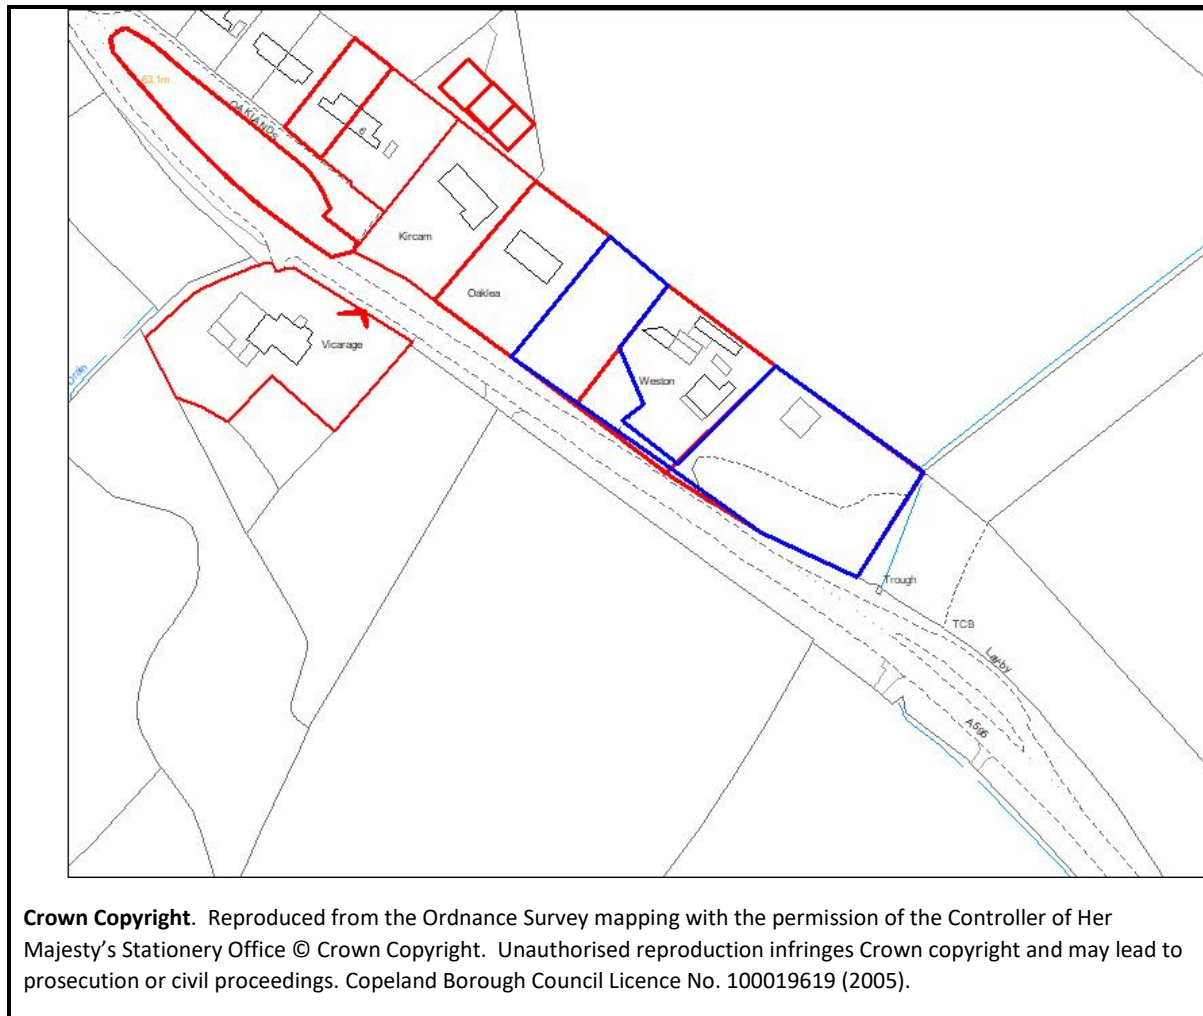 63.1m
OAKLANDS
6
Kircam
Oaklea
Vicarage
Drain
Weston
Trough
TCB
Layby
A595
Crown Copyright. Reproduced from the Ordnance Survey mapping with the permission of the Controller of Her
Majesty's Stationery Office © Crown Copyright. Unauthorised reproduction infringes Crown copyright and may lead to
prosecution or civil proceedings. Copeland Borough Council Licence No. 100019619 (2005).